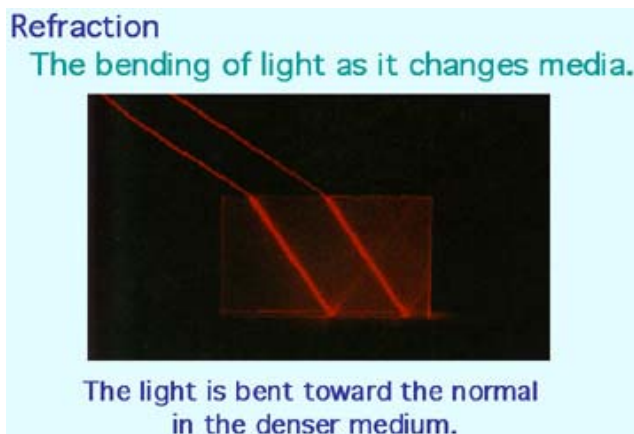 Refraction
The bending of light as it changes media.
The light is bent toward the normal
in the denser medium.